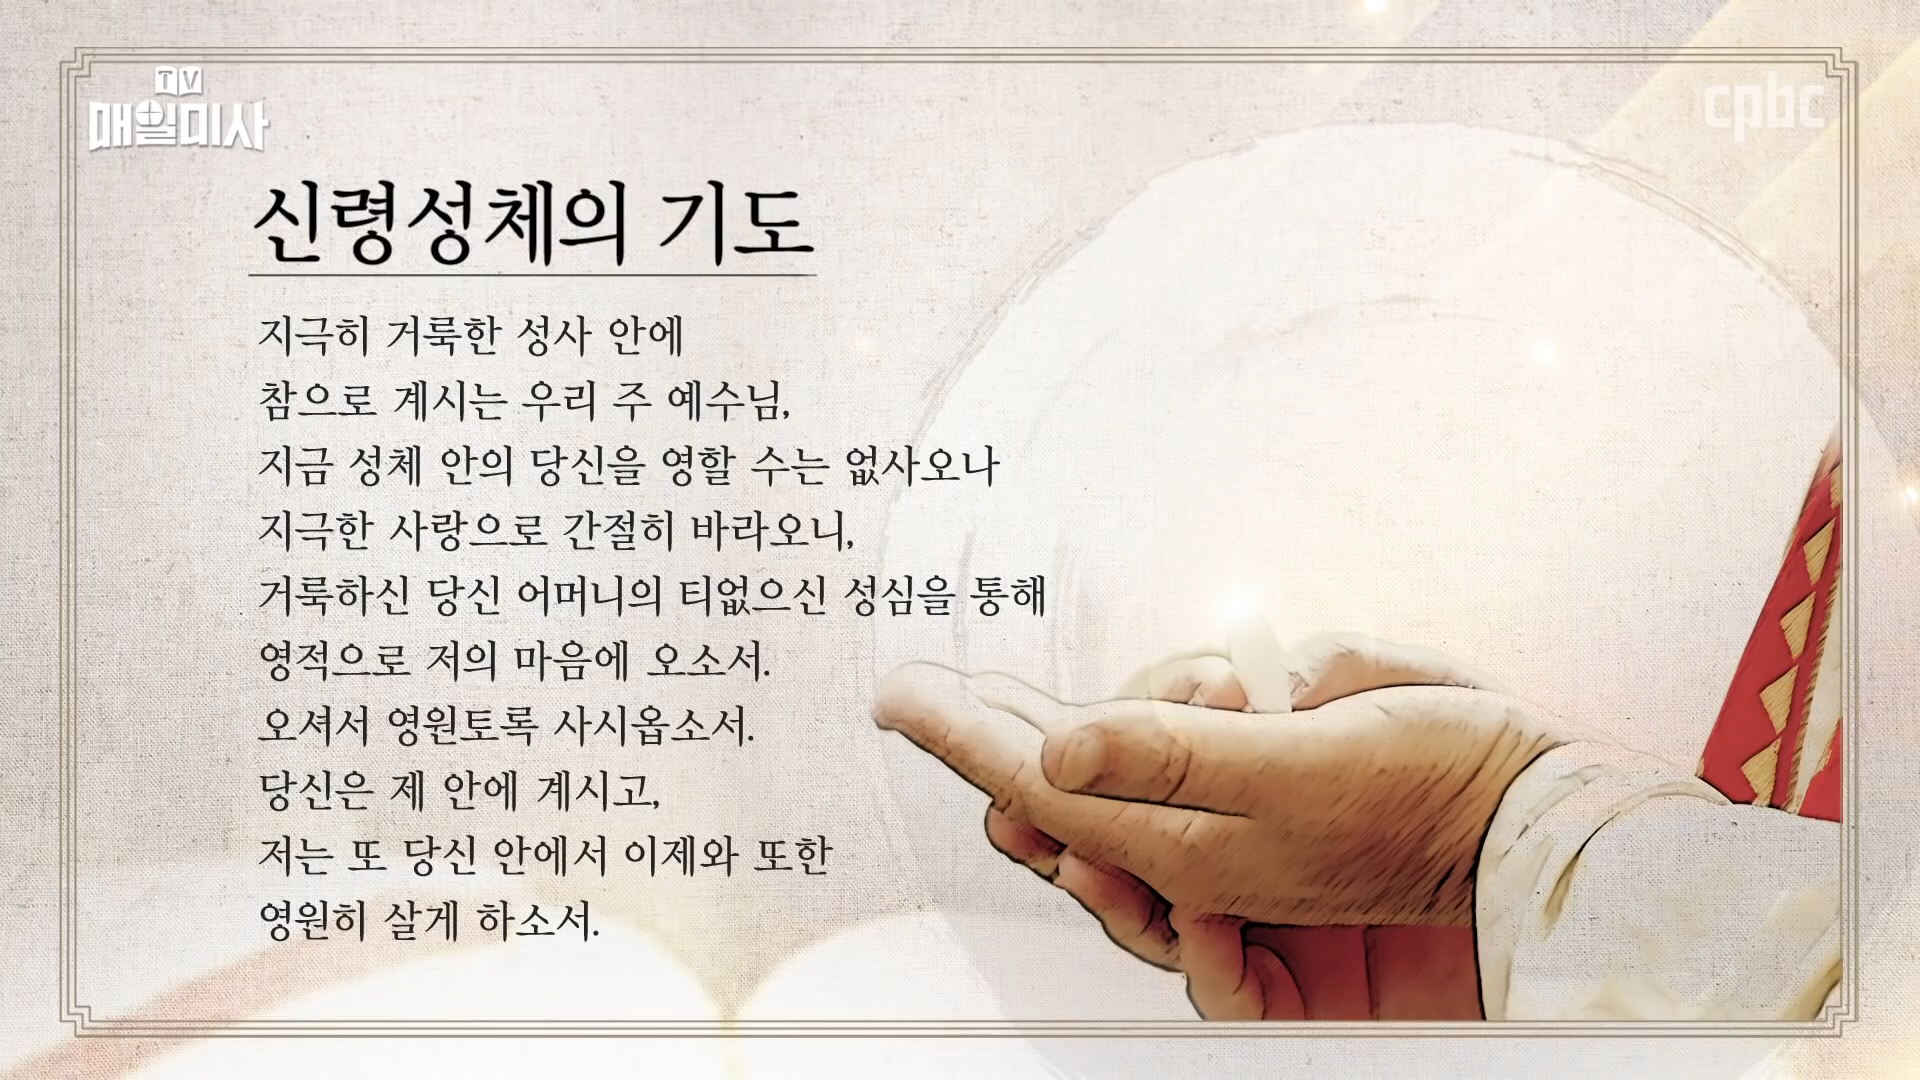 TV
매일미사
cpbc
신령성체의 기도
지극히 거룩한 성사 안에
참으로 계시는 우리 주 예수님,
지금 성체 안의 당신을 영할 수는 없사오나
지극한 사랑으로 간절히 바라오니,
거룩하신 당신 어머니의 티없으신 성심을 통해
영적으로 저의 마음에 오소서.
오셔서 영원토록 사시옵소서.
당신은 제 안에 계시고,
저는 또 당신 안에서 이제와 또한
영원히 살게 하소서.